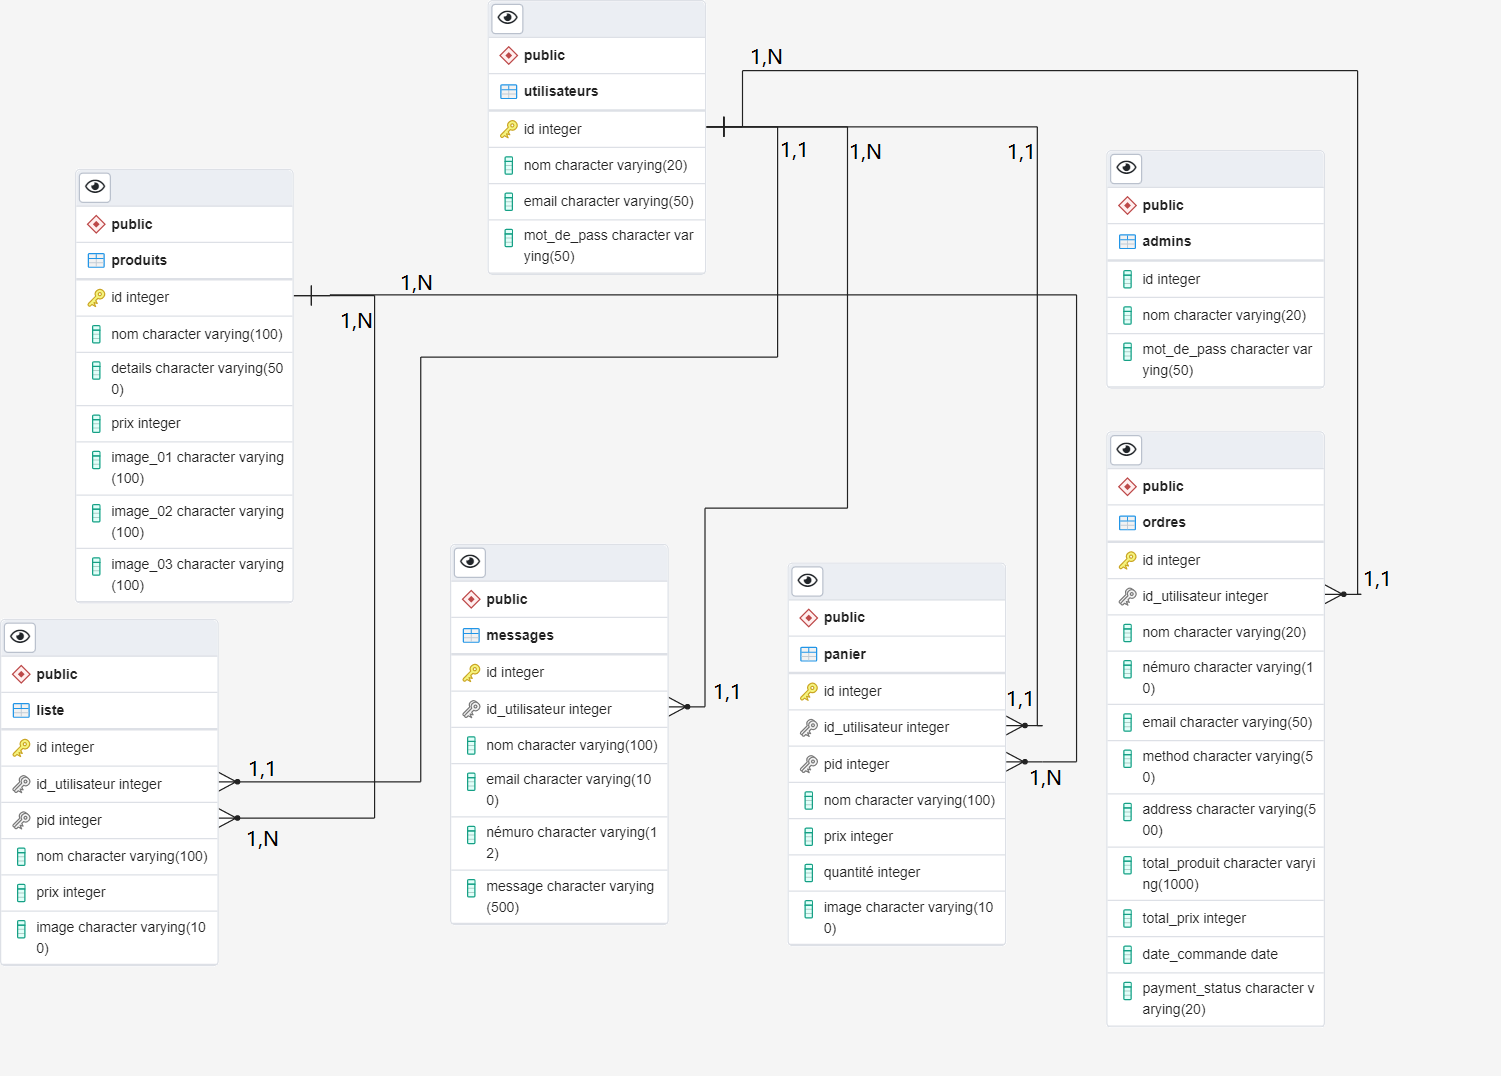 public
utilisateurs
id integer
nom character varying(20)
email character varying(50)
mot_de_pass character var
ying(50)
1,N
1,1
1,N
1,1
public
admins
id integer
nom character varying(20)
mot_de_pass character var
ying(50)
public
produits
id integer
nom character varying(100)
details character varying(50
0)
prix integer
image_01 character varying
(100)
image_02 character varying
(100)
image_03 character varying
(100)
1,N
1,N
public
liste
id integer
id_utilisateur integer
pid integer
nom character varying(100)
prix integer
image character varying(10
0)
1,1
1,N
public
messages
id integer
id_utilisateur integer
nom character varying(100)
email character varying(10
0)
némuro character varying(1
2)
message character varying
(500)
1,1
public
panier
id integer
id_utilisateur integer
pid integer
nom character varying(100)
prix integer
quantité integer
image character varying(10
0)
1,1
1,N
public
ordres
id integer
id_utilisateur integer
nom character varying(20)
némuro character varying(1
0)
email character varying(50)
method character varying(5
0)
address character varying(5
00)
total_produit character varyi
ng(1000)
total_prix integer
date_commande date
payment_status character v
arying(20)
1,1